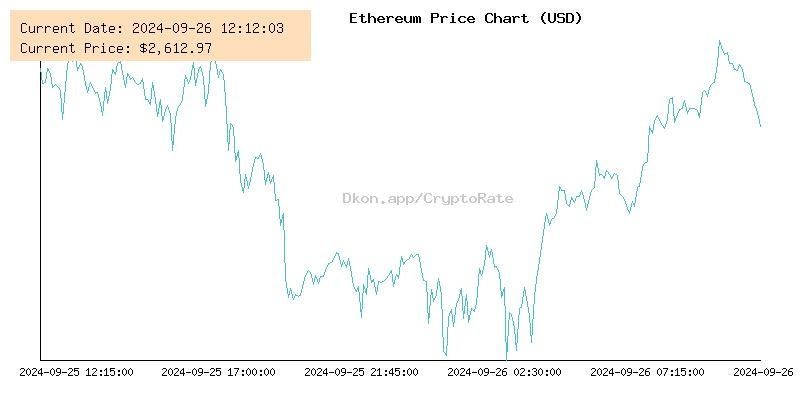 Ethereum Price Chart (USD)
Current Date: 2024-09-26 12:12:03
Current Price: $2,612.97
Dkon.app/CryptoRate
2024-09-25 12:15:00 2024-09-25 17:00:00 2024-09-25 21:45:00 2024-09-26 02:30:00 2024-09-26 07:15:00 2024-09-26